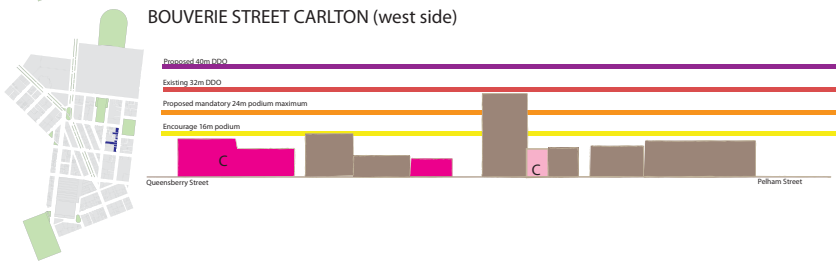 BOUVERIE STREET CARLTON (west side)
Proposed 40m DDO
Existing 32m DDO
Proposed mandatory 24m podium maximum
Encourage 16m podium
C
C
Queensberry Street
Pelham Street